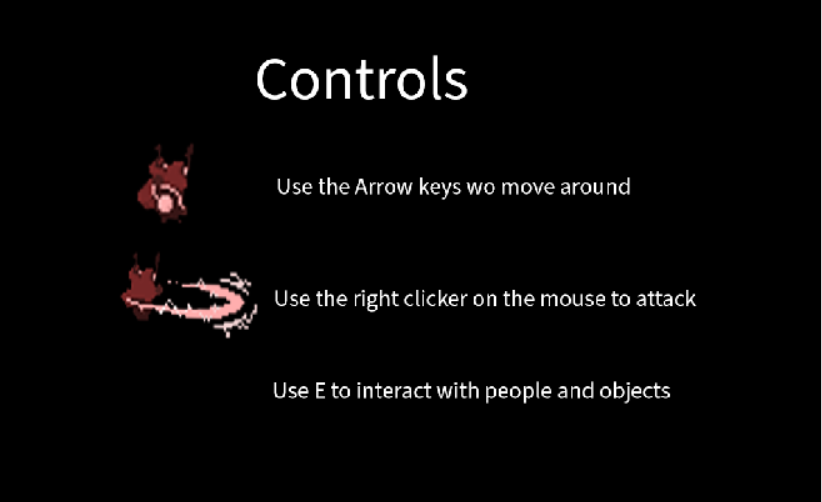 Controls
Use the Arrow keys wo move around
Use the right clicker on the mouse to attack
Use E to interact with people and objects